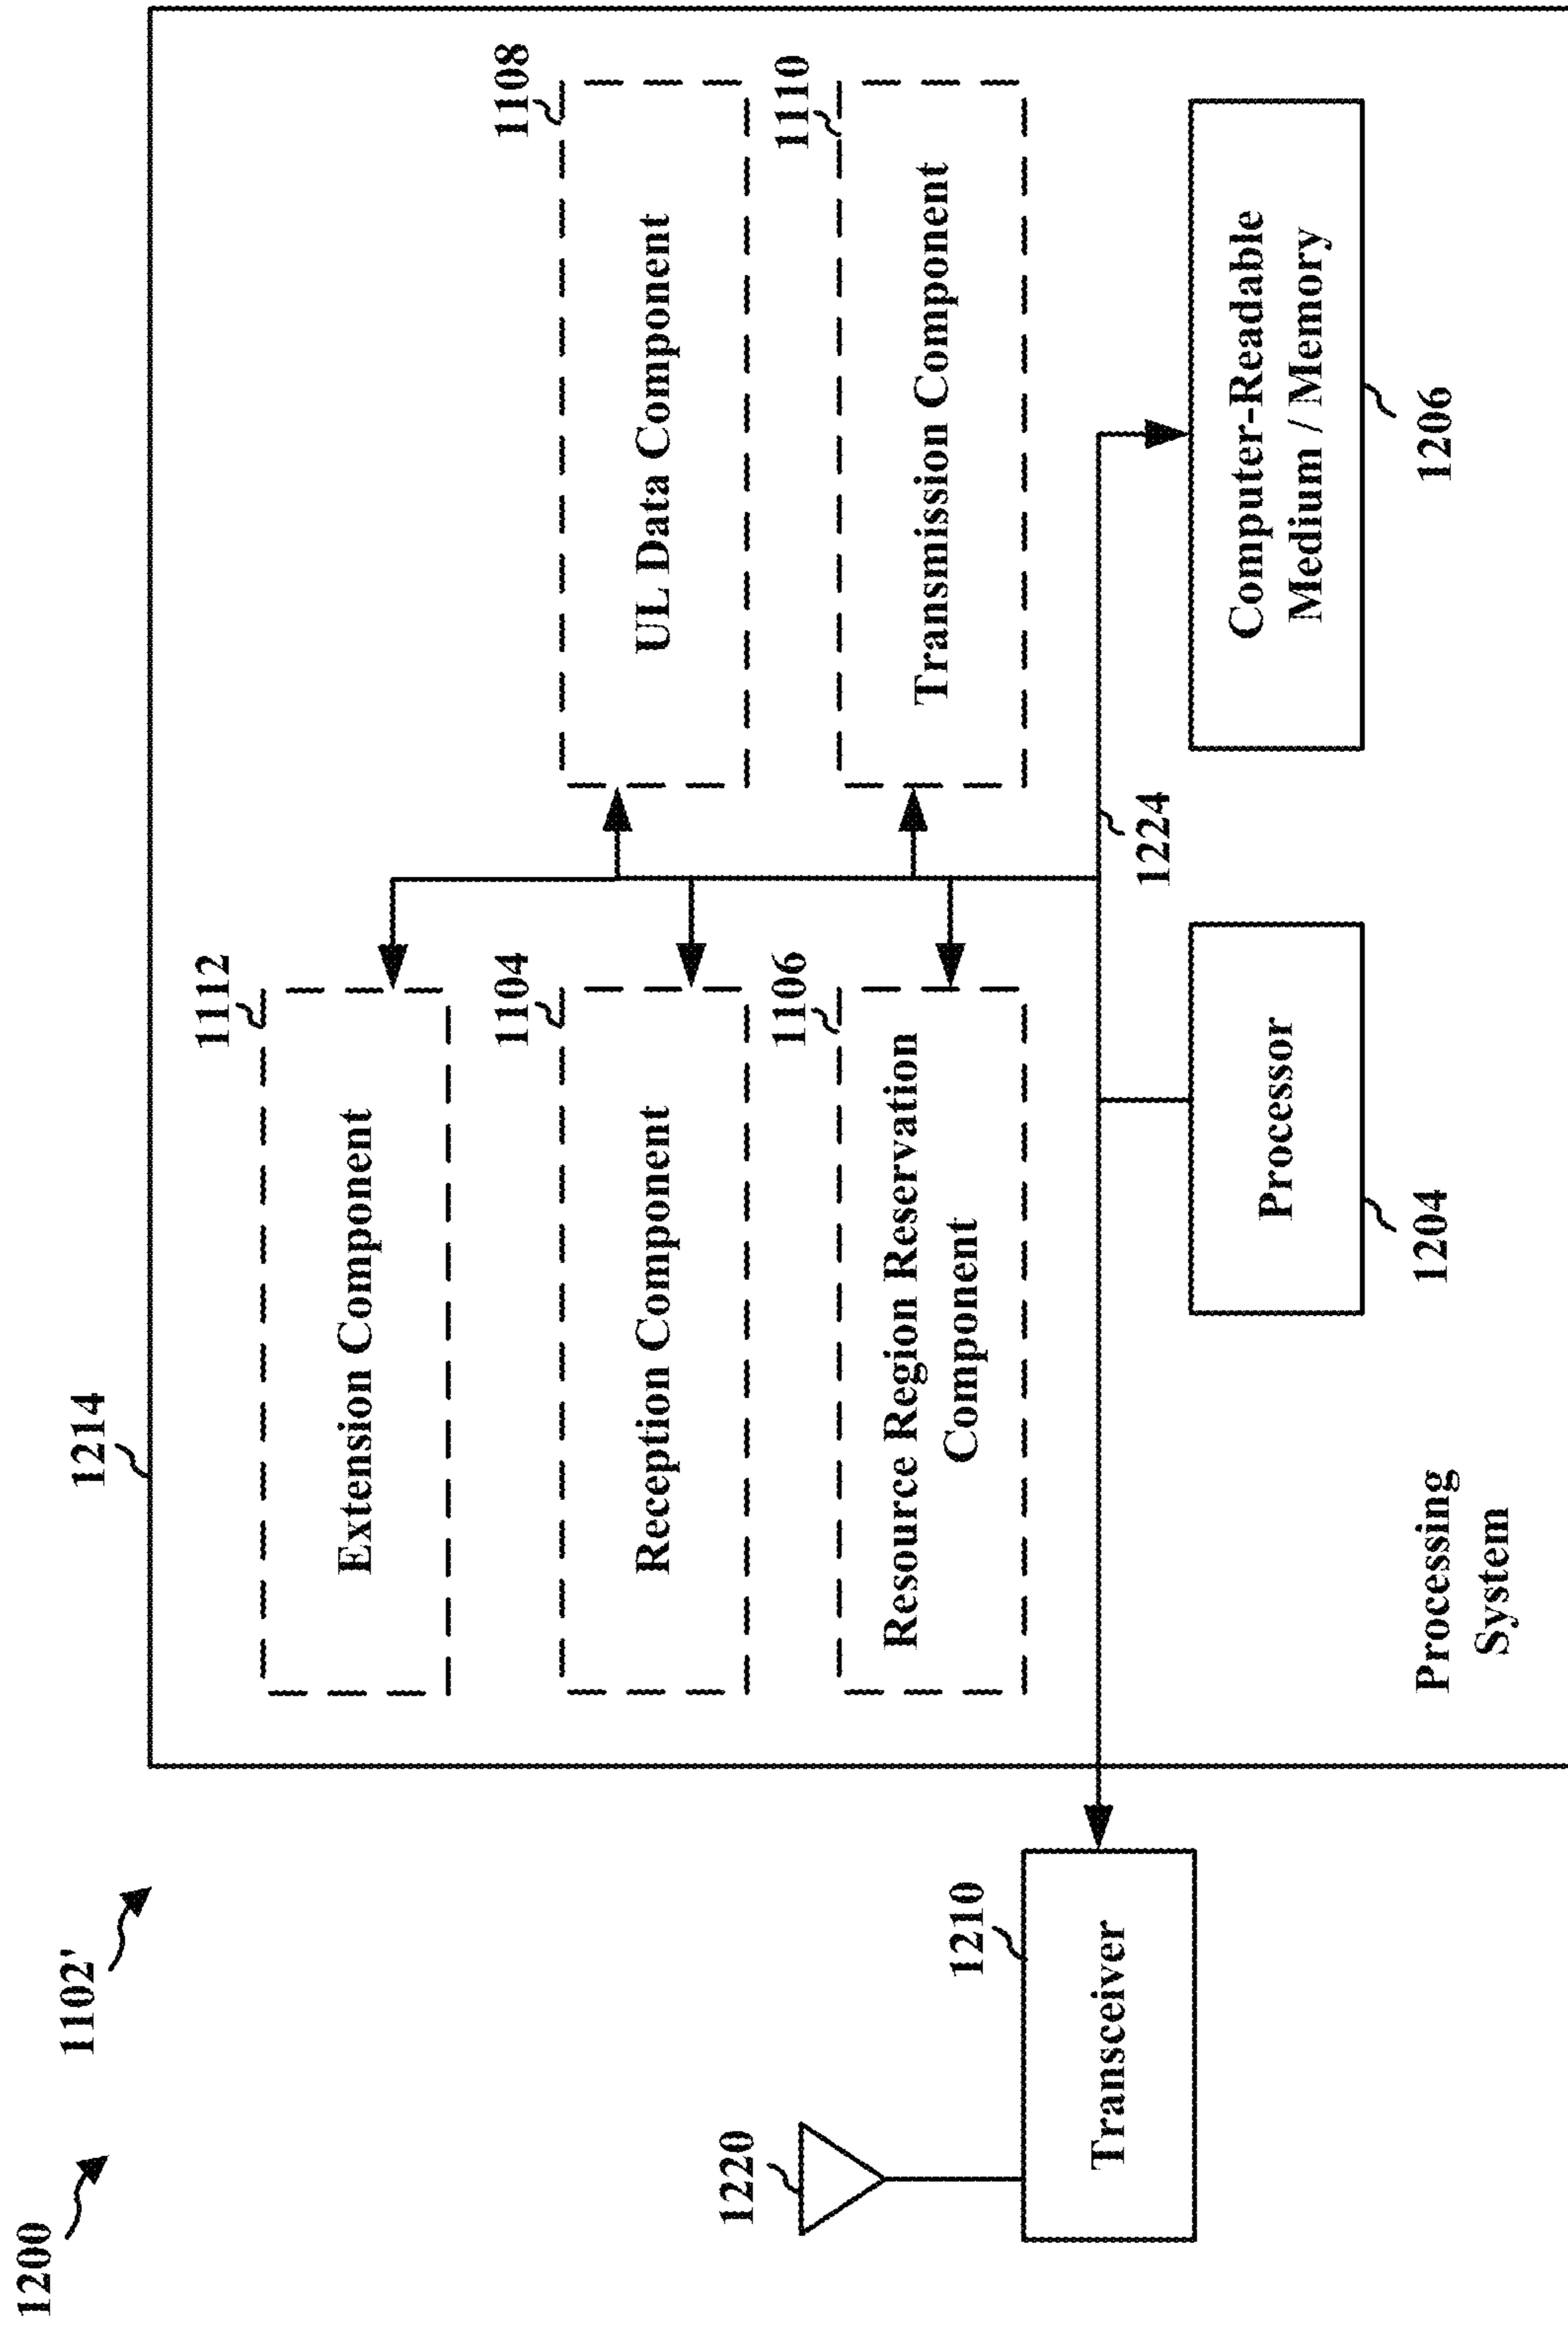 1200
1102'
1214
1112
Extension Component
1104
Reception Component
1108
UL Data Component
1106
Resource Region Reservation
Component
1110
Transmission Component
1220
1210
Transceiver
1224
Processor
1204
Computer-Readable
Medium / Memory
1206
Processing
System